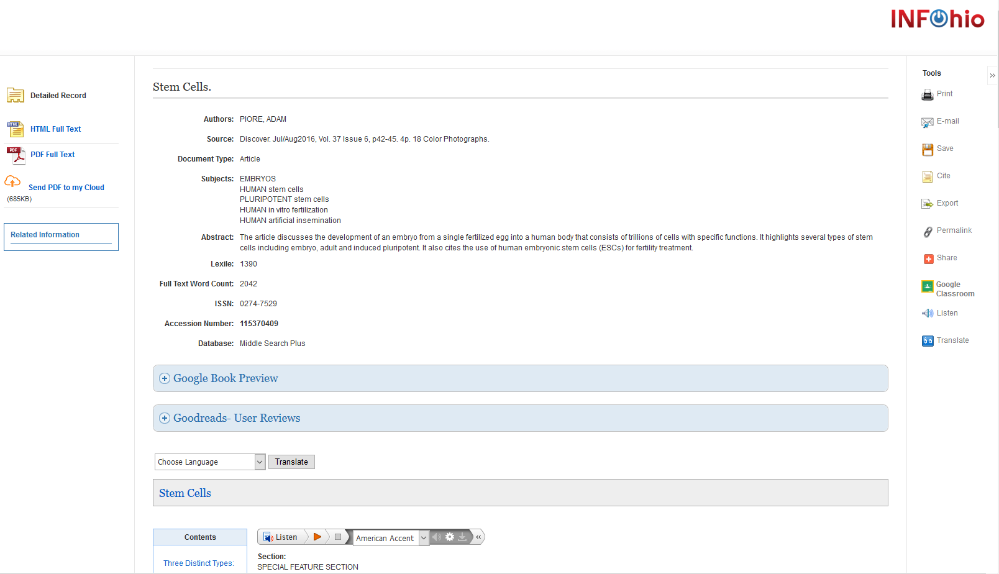 INFOhio
Detailed Record
HTML Full Text
PDF Full Text
Send PDF to my Cloud
(685KB)
Related Information
Stem Cells.
Authors: PIORE, ADAM
Source: Discover. Jul/Aug2016, Vol. 37 Issue 6, p42-45. 4p. 18 Color Photographs.
Document Type: Article
Subjects: EMBRYOS
HUMAN stem cells
PLURIPOTENT stem cells
HUMAN in vitro fertilization
HUMAN artificial insemination
Abstract: The article discusses the development of an embryo from a single fertilized egg into a human body that consists of trillions of cells with specific functions. It highlights several types of stem
cells including embryo, adult and induced pluripotent. It also cites the use of human embryonic stem cells (ESCs) for fertility treatment.
Lexile: 1390
Full Text Word Count: 2042
ISSN: 0274-7529
Accession Number: 115370409
Database: Middle Search Plus
Google Book Preview
Goodreads- User Reviews
Choose Language Translate
Stem Cells
Contents
Three Distinct Types:
Listen American Accent «
Section:
SPECIAL FEATURE SECTION
Tools »
Print
E-mail
Save
Cite
Export
Permalink
Share
Google
Classroom
Listen
Translate